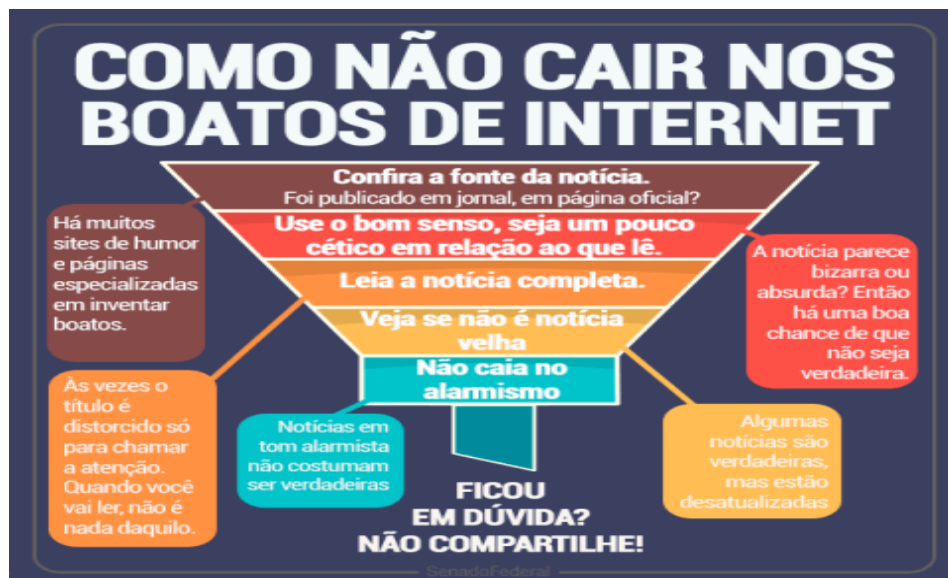 COMO NÃO CAIR NOS
BOATOS DE INTERNET
Confira a fonte da notícia.
Foi publicado em jornal, em página oficial?
Há muitos
sites de humor
e páginas
especializadas
em inventar
boatos.
Use o bom senso, seja um pouco
cético em relação ao que lê.
A notícia parece
bizarra ou
absurda? Então
há uma boa
chance de que
não seja
verdadeira.
Leia a notícia completa.
Às vezes o
título é
distorcido só
para chamar
a atenção.
Quando você
vai ler, não é
nada daquilo.
Veja se não é notícia
velha
Algumas
notícias são
verdadeiras,
mas estão
desatualizadas
Não caia no
alarmismo
Notícias em
tom alarmista
não costumam
ser verdadeiras
FICOU
EM DÚVIDA?
NÃO COMPARTILHE!
SenadoFederal